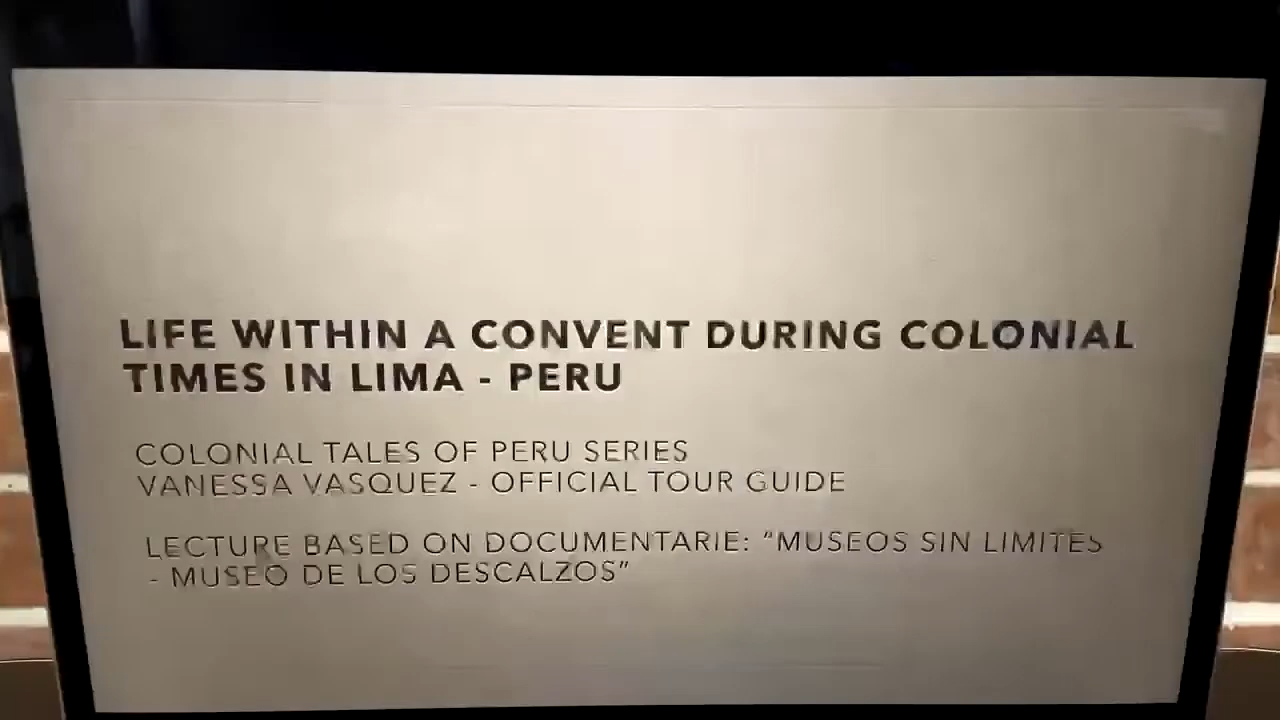 LIFE WITHIN A CONVENT DURING COLONIAL
TIMES IN LIMA - PERU
COLONIAL TALES OF PERU SERIES
VANESSA VASQUEZ - OFFICIAL TOUR GUIDE
LECTURE BASED ON DOCUMENTARIE: “MUSEOS SIN LIMITES
- MUSEO DE LOS DESCALZOS”